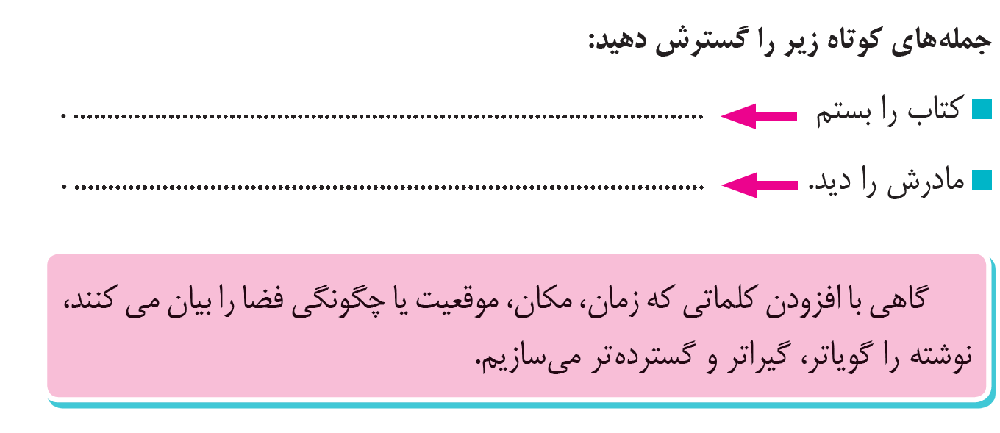 جمله‌های کوتاه زیر را گسترش دهید:
کتاب را بستم ........................................ .
مادرش را دید. ........................................ .
گاهی با افزودن کلماتی که زمان، مکان، موقعیت یا چگونگی فضا را بیان می کنند،
نوشته را گویاتر، گیراتر و گسترده‌تر می‌سازیم.